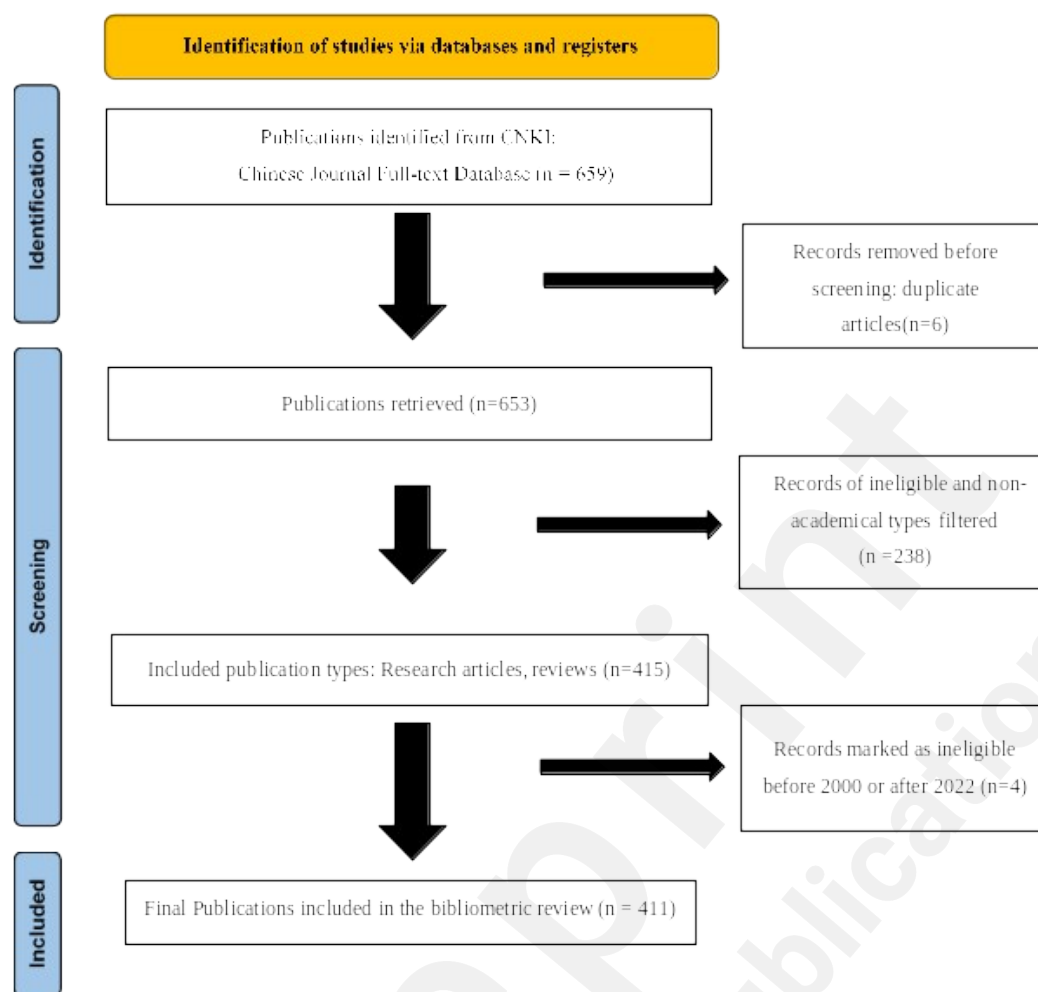 Identification of studies via databases and registers
Identification
Publications identified from CNKI:
Chinese Journal Full-text Database (n = 659)
Records removed before
screening: duplicate
articles(n=6)
Screening
Publications retrieved (n=653)
Records of ineligible and non-
academical types filtered
(n =238)
Included publication types: Research articles, reviews (n=415)
Records marked as ineligible
before 2000 or after 2022 (n=4)
Included
Final Publications included in the bibliometric review (n = 411)